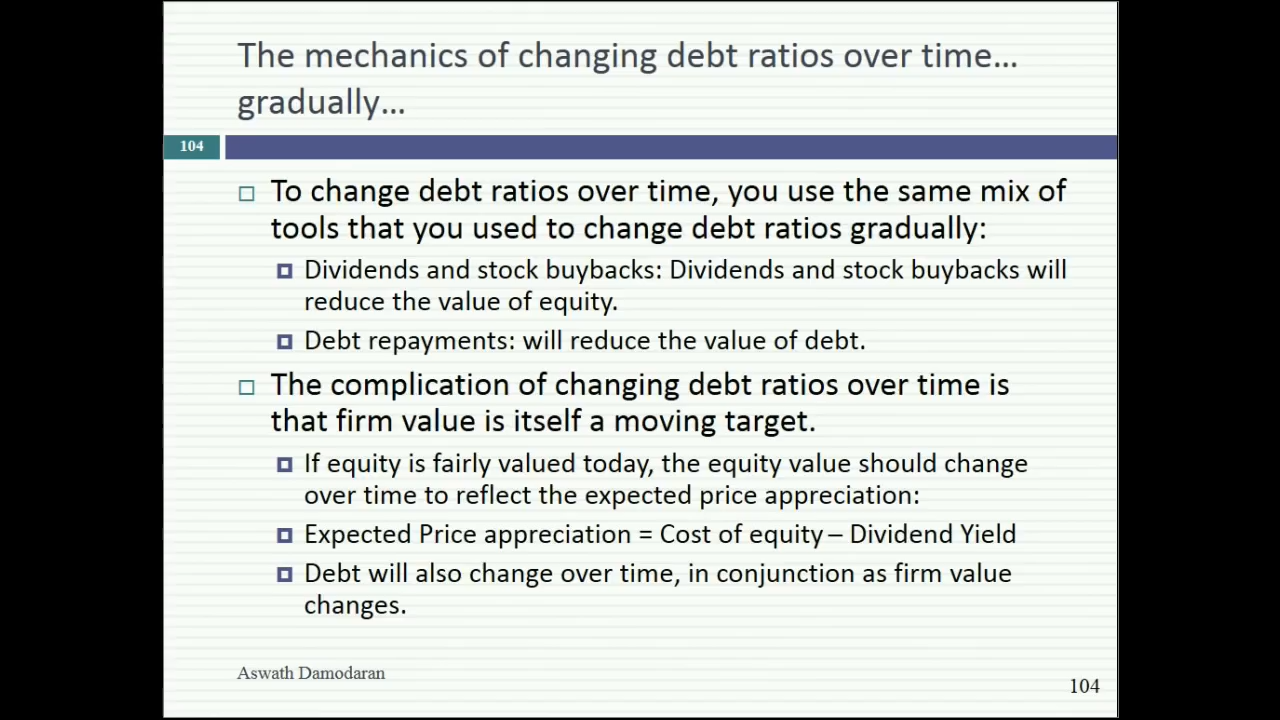 The mechanics of changing debt ratios over time…
gradually…
104
To change debt ratios over time, you use the same mix of
tools that you used to change debt ratios gradually:
Dividends and stock buybacks: Dividends and stock buybacks will
reduce the value of equity.
Debt repayments: will reduce the value of debt.
The complication of changing debt ratios over time is
that firm value is itself a moving target.
If equity is fairly valued today, the equity value should change
over time to reflect the expected price appreciation:
Expected Price appreciation = Cost of equity – Dividend Yield
Debt will also change over time, in conjunction as firm value
changes.
Aswath Damodaran
104